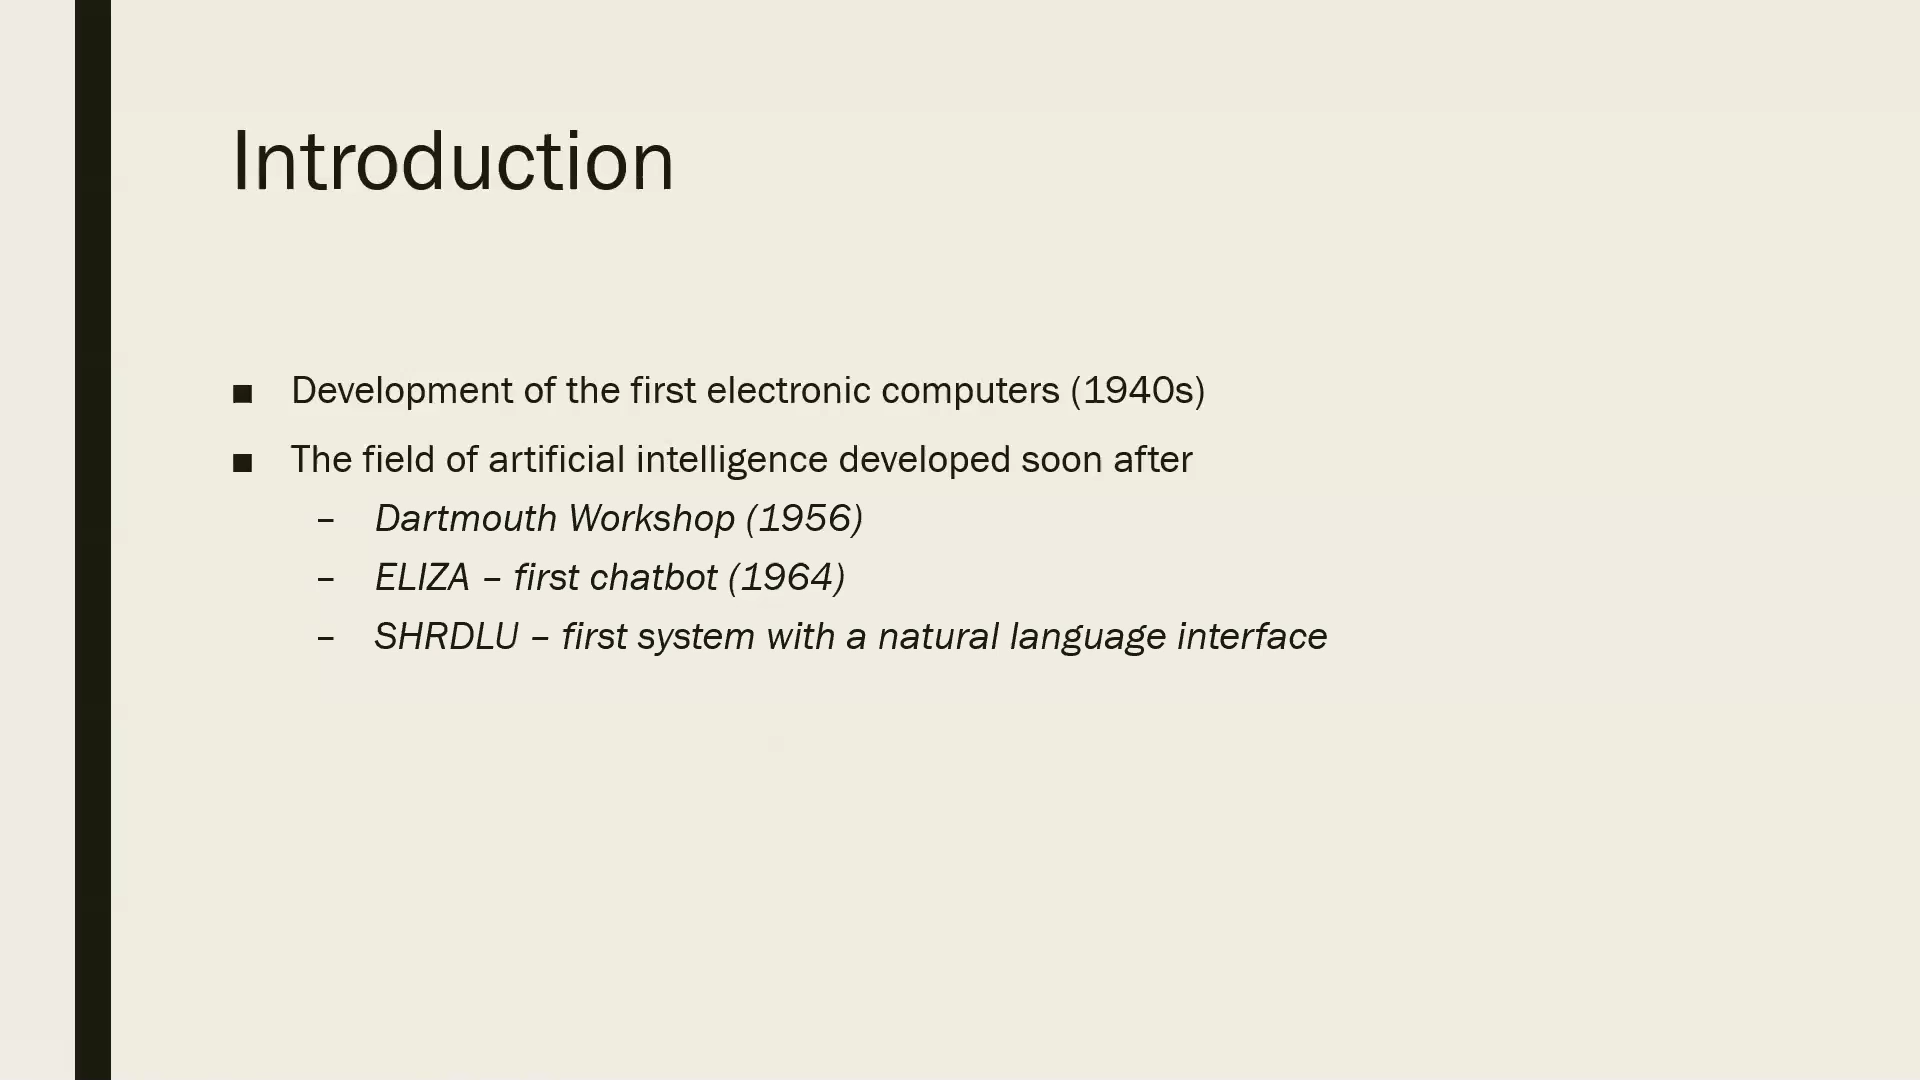 Introduction
■ Development of the first electronic computers (1940s)
■ The field of artificial intelligence developed soon after
– Dartmouth Workshop (1956)
– ELIZA – first chatbot (1964)
– SHRDLU – first system with a natural language interface